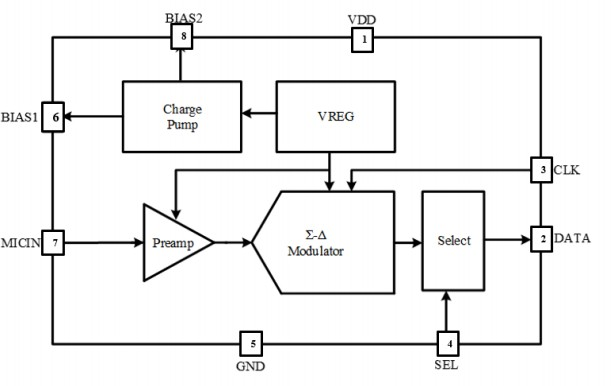 BIAS2
VDD
8
1
Charge
Pump
VREG
BIAS1
6
3
CLK
MICIN
7
Preamp
Σ-Δ
Modulator
Select
2
DATA
5
4
GND
SEL